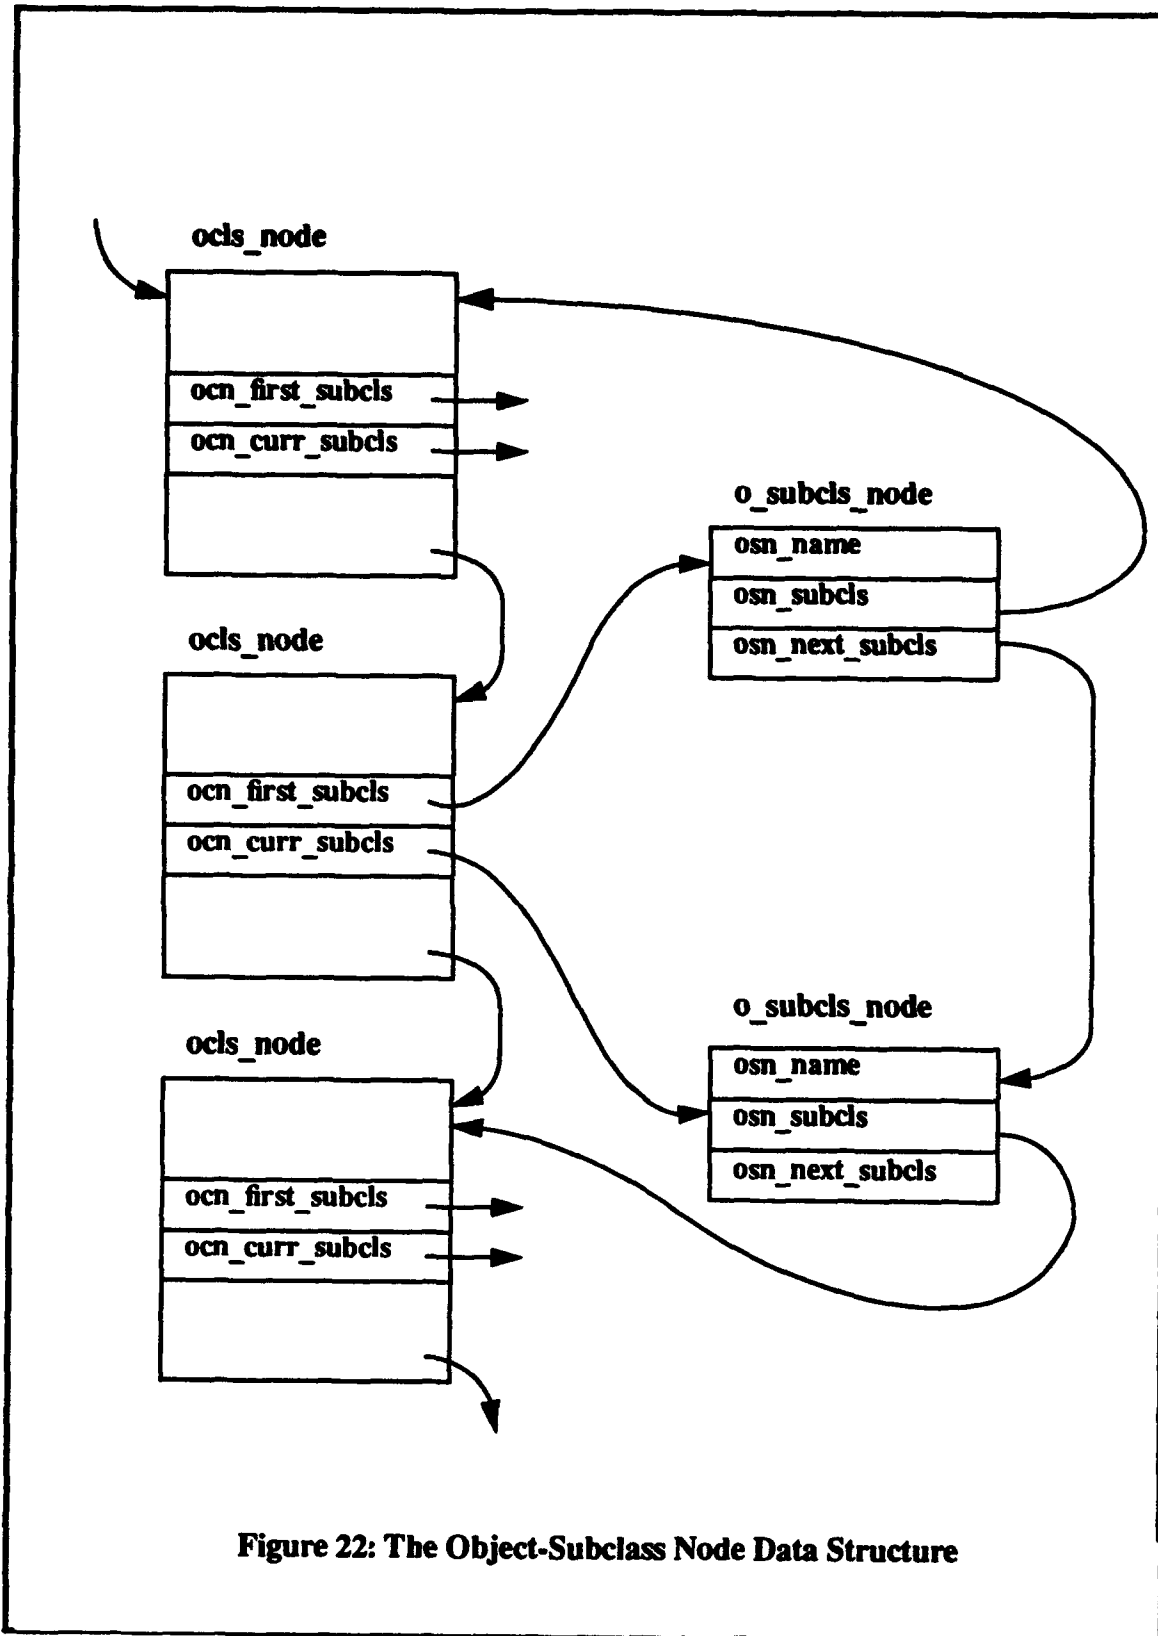 ocls_node
ocn_first_subcls
ocn_curr_subcls
o_subcls_node
osn_name
osn_subcls
osn_next_subcls
ocls_node
ocn_first_subcls
ocn_curr_subcls
o_subcls_node
osn_name
osn_subcls
osn_next_subcls
ocls_node
ocn_first_subcls
ocn_curr_subcls
Figure 22: The Object-Subclass Node Data Structure